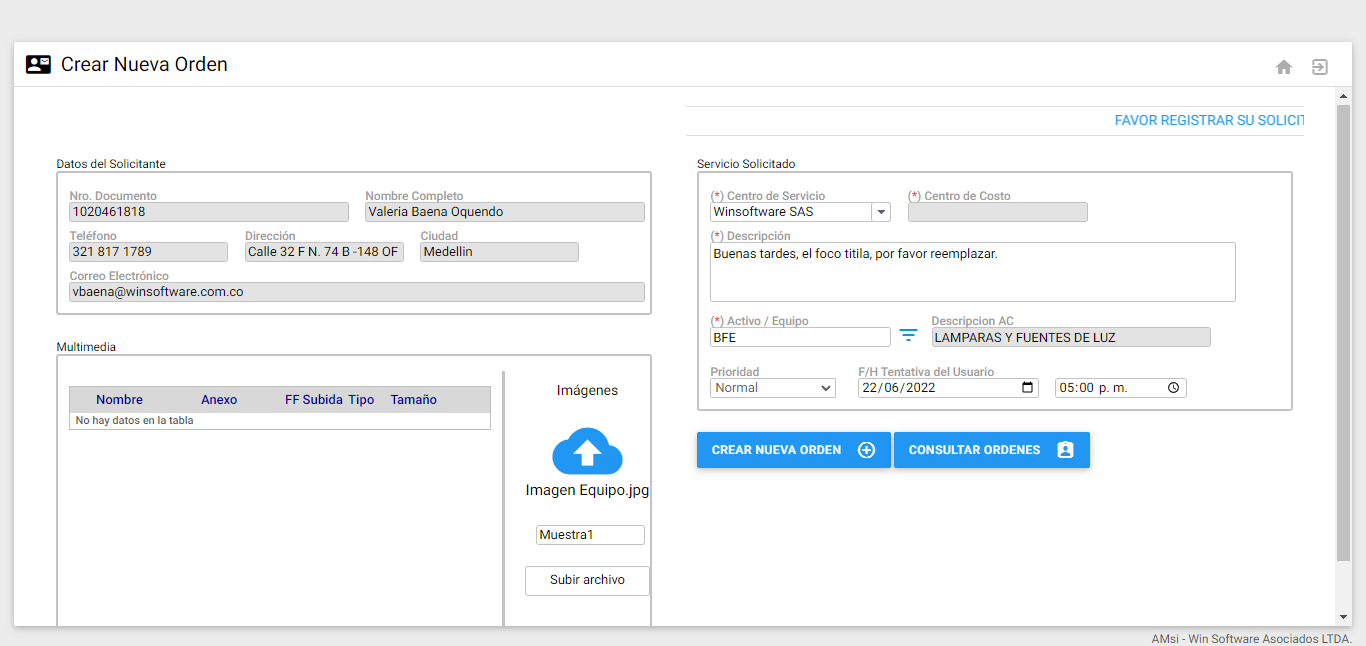 Crear Nueva Orden
FAVOR REGISTRAR SU SOLICIT
Datos del Solicitante
Nro. Documento Nombre Completo
1020461818 Valeria Baena Oquendo
Teléfono Dirección Ciudad
321 817 1789 Calle 32 F N. 74 B -148 OF Medellin
Correo Electrónico
vbaena@winsoftware.com.co
Multimedia
Nombre Anexo FF Subida Tipo Tamaño
No hay datos en la tabla
Imágenes
Imagen Equipo.jpg
Muestra1
Subir archivo
Servicio Solicitado
(*) Centro de Servicio (*) Centro de Costo
Winsoftware SAS
(*) Descripción
Buenas tardes, el foco titila, por favor reemplazar.
(*) Activo / Equipo Descripcion AC
BFE LAMPARAS Y FUENTES DE LUZ
Prioridad F/H Tentativa del Usuario
Normal 22/06/2022 05:00 p. m.
CREAR NUEVA ORDEN CONSULTAR ORDENES
AMsi - Win Software Asociados LTDA.